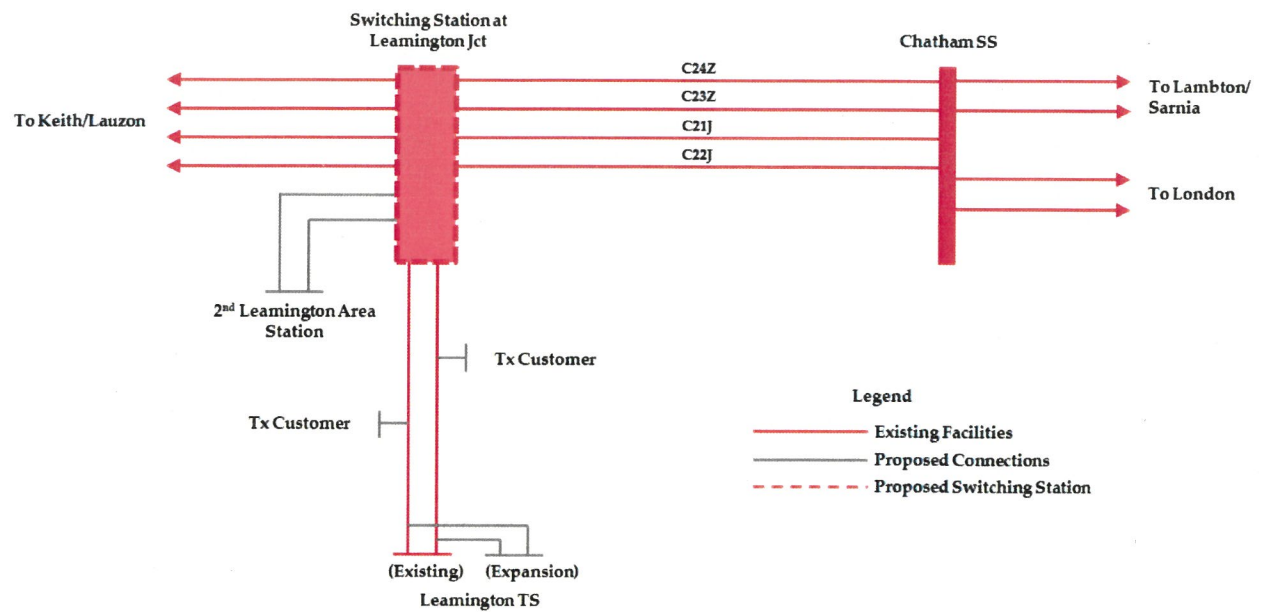 Switching Station at
Leamington Jct
Chatham SS
C24Z
C23Z
C21J
C22J
To Keith/Lauzon
To Lambton/
Sarnia
To London
2nd Leamington Area
Station
Tx Customer
Tx Customer
Legend
Existing Facilities
Proposed Connections
Proposed Switching Station
(Existing)
(Expansion)
Leamington TS